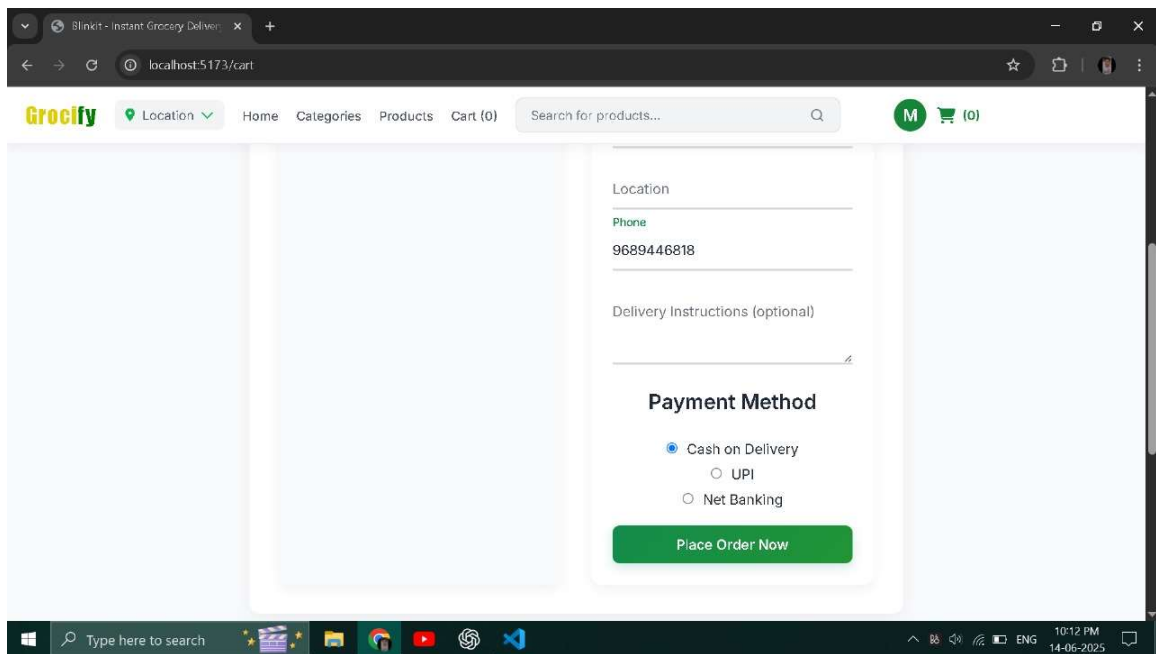 Blinkit - Instant Grocery Delivery
localhost:5173/cart
Grocify Location Home Categories Products Cart (0) Search for products... M (0)
Location
Phone
9689446818
Delivery Instructions (optional)
Payment Method
Cash on Delivery
UPI
Net Banking
Place Order Now
Type here to search ENG 10:12 PM
14-06-2025